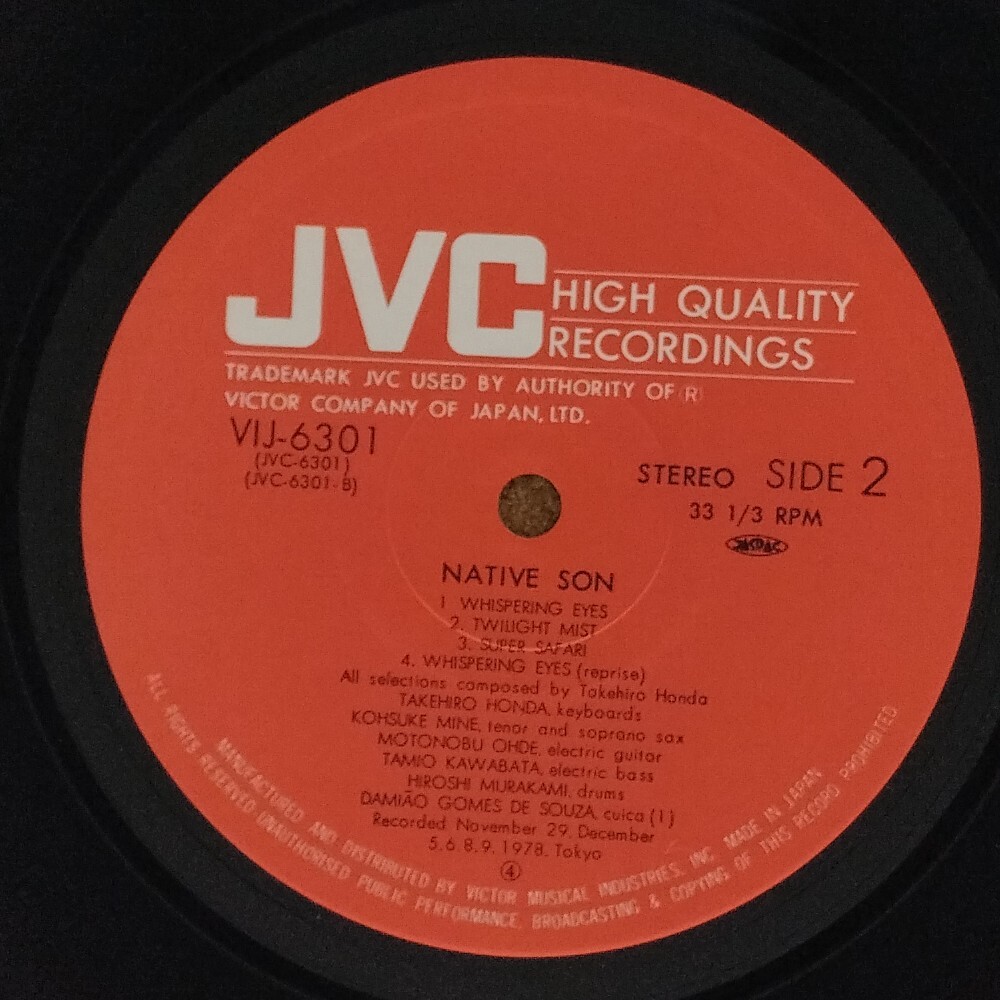 JVC
HIGH QUALITY
RECORDINGS
TRADEMARK JVC USED BY AUTHORITY OF (R)
VICTOR COMPANY OF JAPAN, LTD.
VIJ-6301
(JVC-6301)
(JVC-6301-B)
STEREO SIDE 2
33 1/3 RPM
JASRAC
NATIVE SON
1 WHISPERING EYES
2. TWILIGHT MIST
3. SUPER SAFARI
4. WHISPERING EYES (reprise)
All selections composed by Takehiro Honda
TAKEHIRO HONDA, keyboards
KOHSUKE MINE, tenor and soprano sax
MOTONOBU OHDE, electric guitar
TAMIO KAWABATA, electric bass
HIROSHI MURAKAMI, drums
DAMIÃO GOMES DE SOUZA, cuica (1)
Recorded November 29. December
5.6.8.9. 1978. Tokyo
④
MANUFACTURED AND DISTRIBUTED BY VICTOR MUSICAL INDUSTRIES, INC. MADE IN JAPAN
ALL RIGHTS RESERVED UNAUTHORISED PUBLIC PERFORMANCE, BROADCASTING & COPYING OF THIS RECORD PROHIBITED